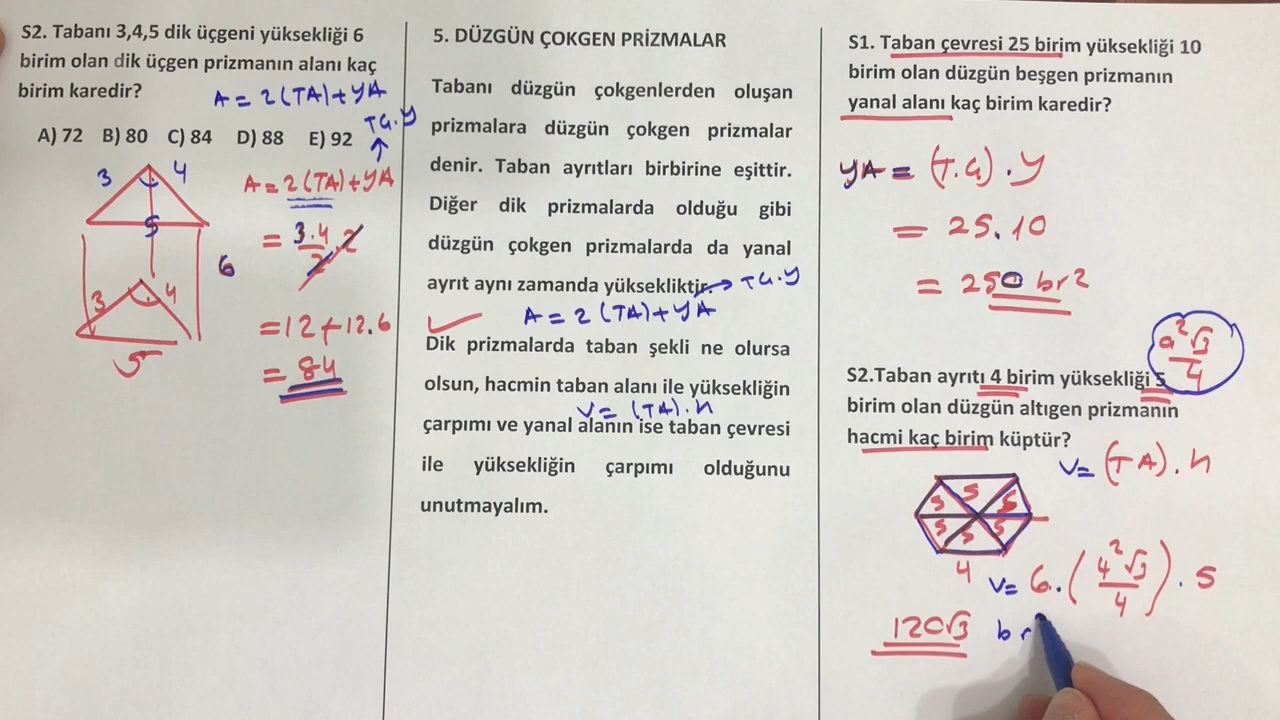 S2. Tabanı 3,4,5 dik üçgeni yüksekliği 6
birim olan dik üçgen prizmanın alanı kaç
birim karedir?
A = 2(TA)+YA
TÇ.Y
A) 72 B) 80 C) 84 D) 88 E) 92
3 4
5
6
3 4
5
A = 2(TA)+YA
= 3.4/2 . 2
= 12 + 12.6
= 84
5. DÜZGÜN ÇOKGEN PRİZMALAR
Tabanı düzgün çokgenlerden oluşan
prizmalara düzgün çokgen prizmalar
denir. Taban ayrıtları birbirine eşittir.
Diğer dik prizmalarda olduğu gibi
düzgün çokgen prizmalarda da yanal
ayrıt aynı zamanda yüksekliktir. → TÇ.Y
A = 2(TA)+YA
Dik prizmalarda taban şekli ne olursa
olsun, hacmin taban alanı ile yüksekliğin
V = (TA).h
çarpımı ve yanal alanın ise taban çevresi
ile yüksekliğin çarpımı olduğunu
unutmayalım.
S1. Taban çevresi 25 birim yüksekliği 10
birim olan düzgün beşgen prizmanın
yanal alanı kaç birim karedir?
YA = (T.Ç).Y
= 25.10
= 250 br2
a²√3/4
S2.Taban ayrıtı 4 birim yüksekliği 5
birim olan düzgün altıgen prizmanın
hacmi kaç birim küptür?
V= (TA).h
S S S
S S S
4
V= 6.(4²√3/4).5
120√3 br